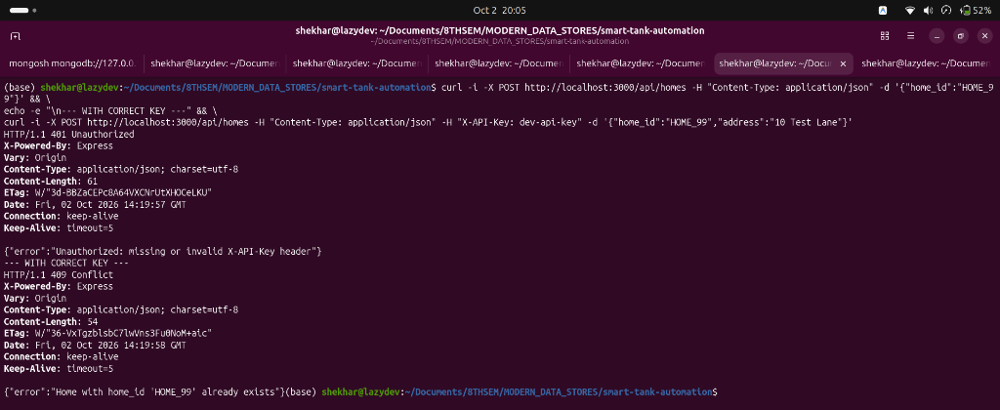 Oct 2 20:05
A
52%
shekhar@lazydev: ~/Documents/8THSEM/MODERN_DATA_STORES/smart-tank-automation
~/Documents/8THSEM/MODERN_DATA_STORES/smart-tank-automation
mongosh mongodb://127.0.0. shekhar@lazydev: ~/Documen shekhar@lazydev: ~/Documen shekhar@lazydev: ~/Documen shekhar@lazydev: ~/Documen shekhar@lazydev: ~/Docu shekhar@lazydev: ~/Documen
(base) shekhar@lazydev:~/Documents/8THSEM/MODERN_DATA_STORES/smart-tank-automation$ curl -i -X POST http://localhost:3000/api/homes -H "Content-Type: application/json" -d '{"home_id":"HOME_9
9"}' && \
echo -e "\n--- WITH CORRECT KEY ---" && \
curl -i -X POST http://localhost:3000/api/homes -H "Content-Type: application/json" -H "X-API-Key: dev-api-key" -d '{"home_id":"HOME_99","address":"10 Test Lane"}'
HTTP/1.1 401 Unauthorized
X-Powered-By: Express
Vary: Origin
Content-Type: application/json; charset=utf-8
Content-Length: 61
ETag: W/"3d-BBZaCEPc8A64VXCNrUtXHOCeLKU"
Date: Fri, 02 Oct 2026 14:19:57 GMT
Connection: keep-alive
Keep-Alive: timeout=5
{"error":"Unauthorized: missing or invalid X-API-Key header"}
--- WITH CORRECT KEY ---
HTTP/1.1 409 Conflict
X-Powered-By: Express
Vary: Origin
Content-Type: application/json; charset=utf-8
Content-Length: 54
ETag: W/"36-VxTgzblsbC7lwVns3Fu0NoM+aic"
Date: Fri, 02 Oct 2026 14:19:58 GMT
Connection: keep-alive
Keep-Alive: timeout=5
{"error":"Home with home_id 'HOME_99' already exists"}(base) shekhar@lazydev:~/Documents/8THSEM/MODERN_DATA_STORES/smart-tank-automation$